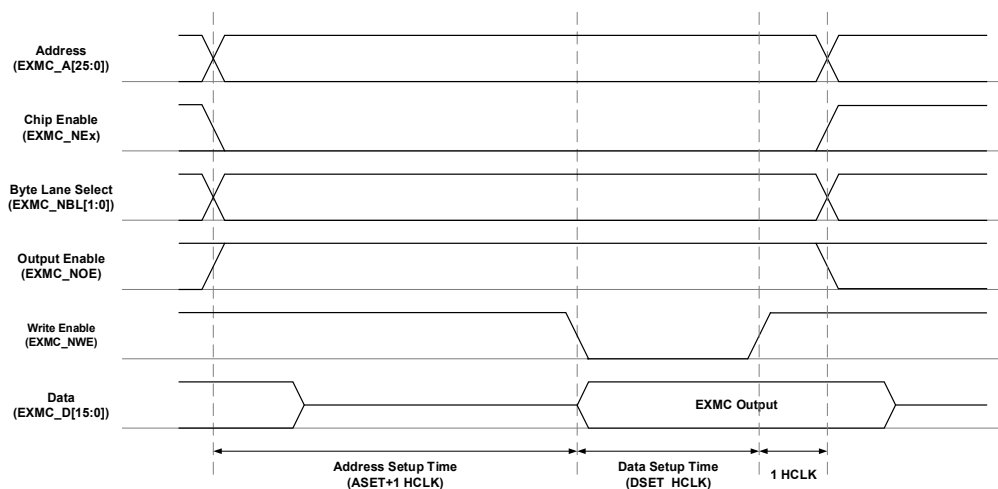 Address
(EXMC_A[25:0])
Chip Enable
(EXMC_NEx)
Byte Lane Select
(EXMC_NBL[1:0])
Output Enable
(EXMC_NOE)
Write Enable
(EXMC_NWE)
Data
(EXMC_D[15:0])
EXMC Output
Address Setup Time
(ASET+1 HCLK)
Data Setup Time
(DSET HCLK)
1 HCLK